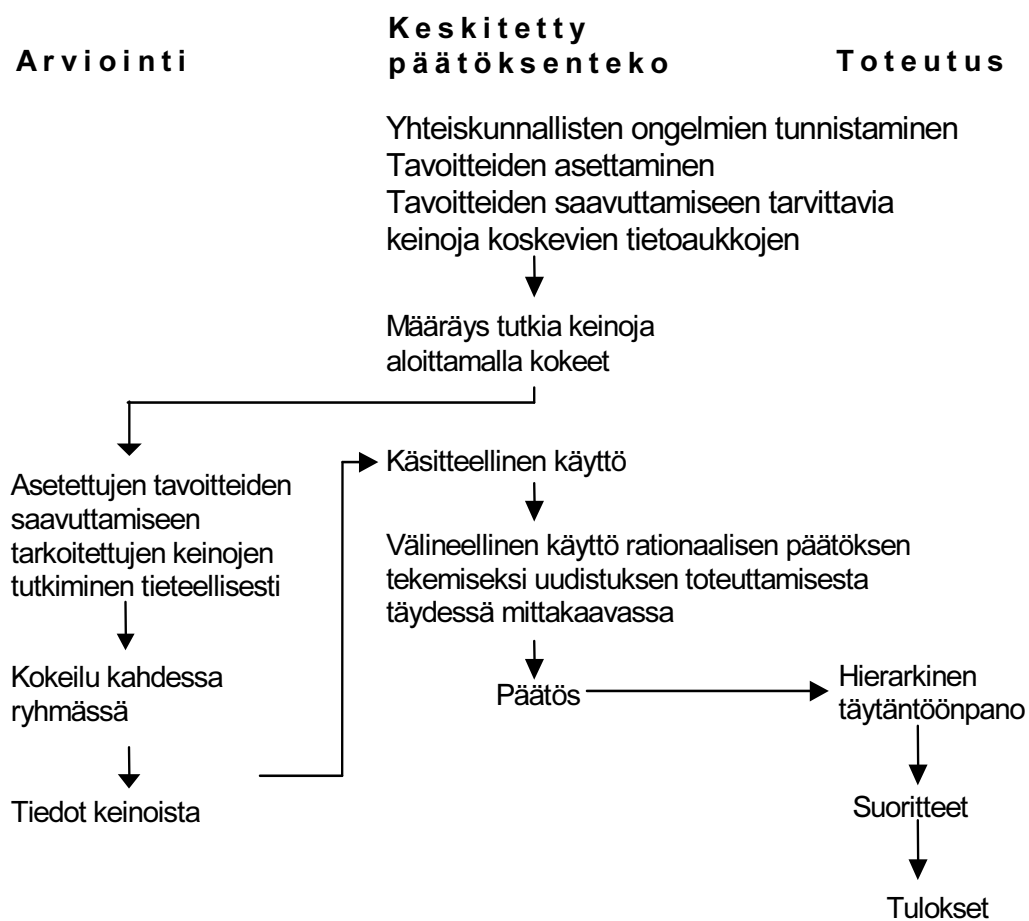 Arviointi
Keskitetty
päätöksenteko
Toteutus
Yhteiskunnallisten ongelmien tunnistaminen
Tavoitteiden asettaminen
Tavoitteiden saavuttamiseen tarvittavia
keinoja koskevien tietoaukkojen
Määräys tutkia keinoja
aloittamalla kokeet
Asetettujen tavoitteiden
saavuttamiseen
tarkoitettujen keinojen
tutkiminen tieteellisesti
Kokeilu kahdessa
ryhmässä
Tiedot keinoista
Käsitteellinen käyttö
Välineellinen käyttö rationaalisen päätöksen
tekemiseksi uudistuksen toteuttamisesta
täydessä mittakaavassa
Päätös
Hierarkinen
täytäntöönpano
Suoritteet
Tulokset